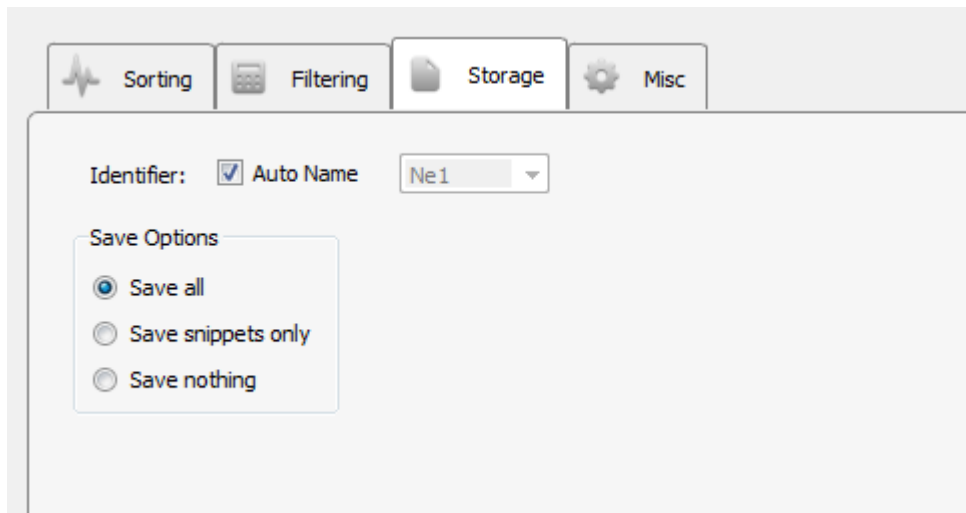 Sorting Filtering Storage Misc
Identifier: Auto Name Ne1
Save Options
Save all
Save snippets only
Save nothing